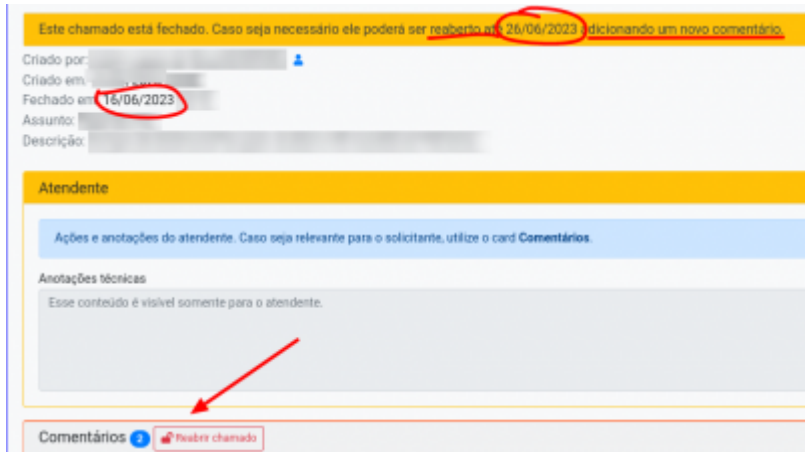 Este chamado está fechado. Caso seja necessário ele poderá ser reaberto até 26/06/2023 adicionando um novo comentário.
Criado por:
Criado em:
Fechado em: 16/06/2023
Assunto:
Descrição:
Atendente
Ações e anotações do atendente. Caso seja relevante para o solicitante, utilize o card Comentários.
Anotações técnicas
Esse conteúdo é visível somente para o atendente.
Comentários 2 Reabrir chamado